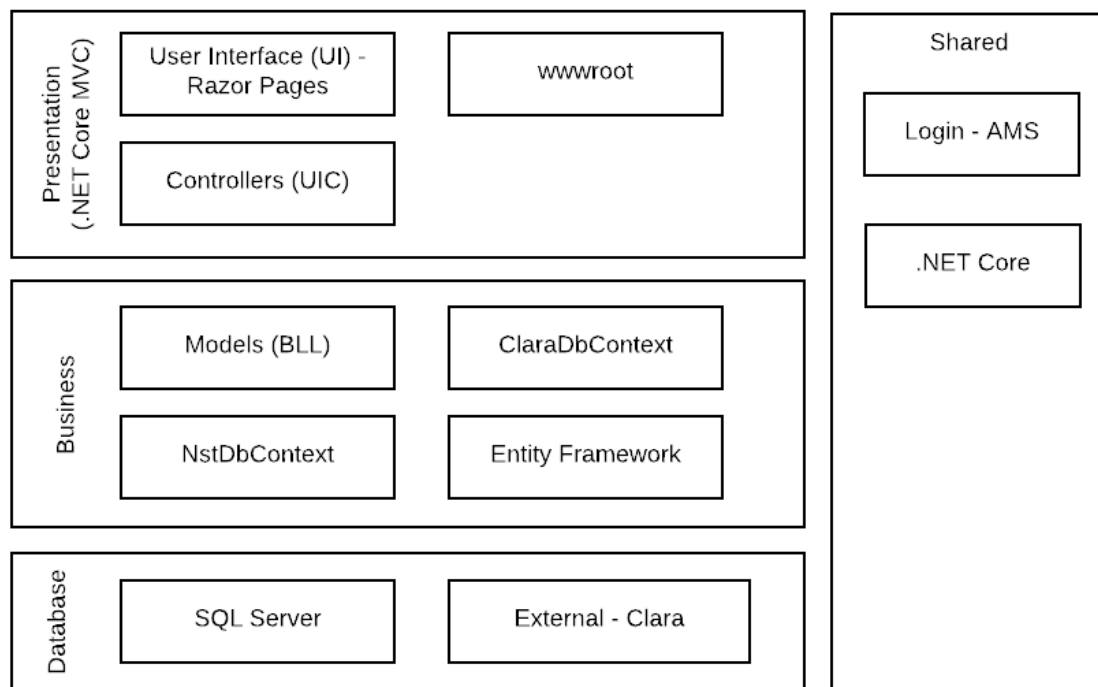 Presentation
(.NET Core MVC)
User Interface (UI) -
Razor Pages
wwwroot
Controllers (UIC)
Business
Models (BLL)
ClaraDbContext
NstDbContext
Entity Framework
Database
SQL Server
External - Clara
Shared
Login - AMS
.NET Core